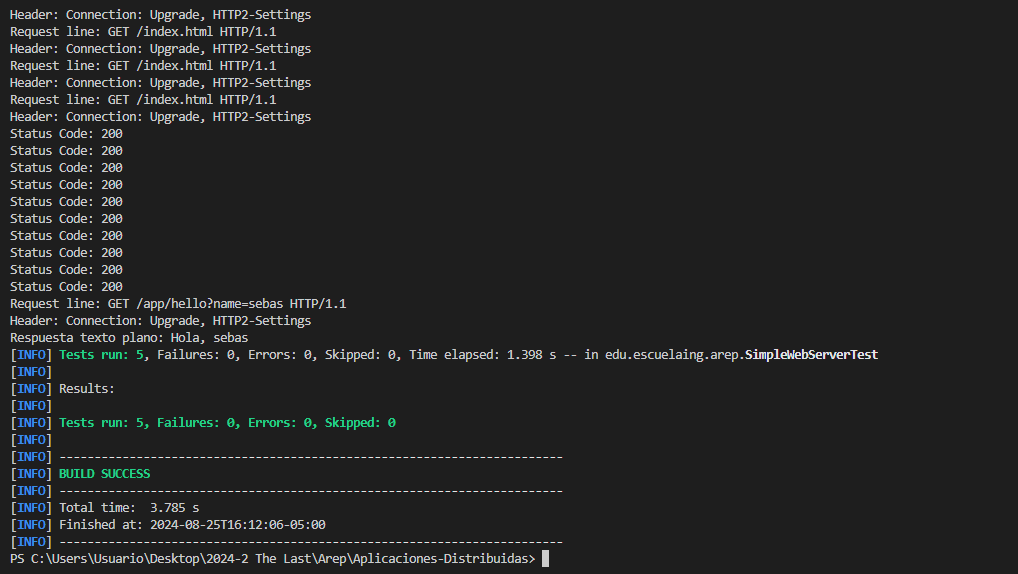 Header: Connection: Upgrade, HTTP2-Settings
Request line: GET /index.html HTTP/1.1
Header: Connection: Upgrade, HTTP2-Settings
Request line: GET /index.html HTTP/1.1
Header: Connection: Upgrade, HTTP2-Settings
Request line: GET /index.html HTTP/1.1
Header: Connection: Upgrade, HTTP2-Settings
Status Code: 200
Status Code: 200
Status Code: 200
Status Code: 200
Status Code: 200
Status Code: 200
Status Code: 200
Status Code: 200
Status Code: 200
Status Code: 200
Request line: GET /app/hello?name=sebas HTTP/1.1
Header: Connection: Upgrade, HTTP2-Settings
Respuesta texto plano: Hola, sebas
[INFO] Tests run: 5, Failures: 0, Errors: 0, Skipped: 0, Time elapsed: 1.398 s -- in edu.escuelaing.arep.SimpleWebServerTest
[INFO]
[INFO] Results:
[INFO]
[INFO] Tests run: 5, Failures: 0, Errors: 0, Skipped: 0
[INFO]
[INFO] ------------------------------------------------------------------------
[INFO] BUILD SUCCESS
[INFO] ------------------------------------------------------------------------
[INFO] Total time:  3.785 s
[INFO] Finished at: 2024-08-25T16:12:06-05:00
[INFO] ------------------------------------------------------------------------
PS C:\Users\Usuario\Desktop\2024-2 The Last\Arep\Aplicaciones-Distribuidas>